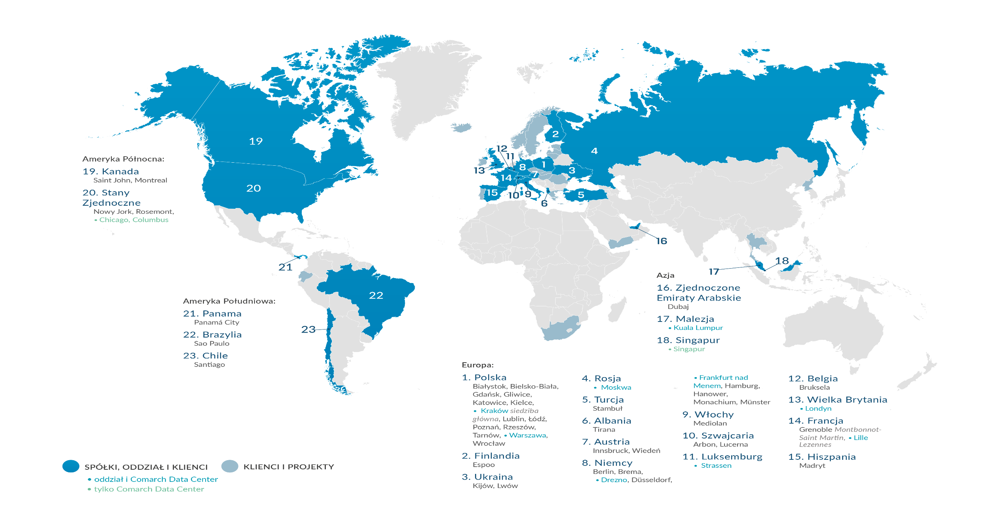 19
20
21
22
23
12
11
13
8
1
2
3
4
14
7
15
10
9
6
5
16
17
18
Ameryka Północna:
19. Kanada
Saint John, Montreal
20. Stany
Zjednoczne
Nowy Jork, Rosemont,
• Chicago, Columbus
Ameryka Południowa:
21. Panama
Panamá City
22. Brazylia
Sao Paulo
23. Chile
Santiago
Azja
16. Zjednoczone
Emiraty Arabskie
Dubaj
17. Malezja
• Kuala Lumpur
18. Singapur
• Singapur
Europa:
1. Polska
Białystok, Bielsko-Biała,
Gdańsk, Gliwice,
Katowice, Kielce,
• Kraków siedziba
główna, Lublin, Łódź,
Poznań, Rzeszów,
Tarnów, • Warszawa,
Wrocław
2. Finlandia
Espoo
3. Ukraina
Kijów, Lwów
4. Rosja
• Moskwa
5. Turcja
Stambuł
6. Albania
Tirana
7. Austria
Innsbruck, Wiedeń
8. Niemcy
Berlin, Brema,
• Drezno, Düsseldorf,
• Frankfurt nad
Menem, Hamburg,
Hanower,
Monachium, Münster
9. Włochy
Mediolan
10. Szwajcaria
Arbon, Lucerna
11. Luksemburg
• Strassen
12. Belgia
Bruksela
13. Wielka Brytania
• Londyn
14. Francja
Grenoble Montbonnot-
Saint Martin, • Lille
Lezennes
15. Hiszpania
Madryt
SPÓŁKI, ODDZIAŁ I KLIENCI
KLIENCI I PROJEKTY
• oddział i Comarch Data Center
• tylko Comarch Data Center